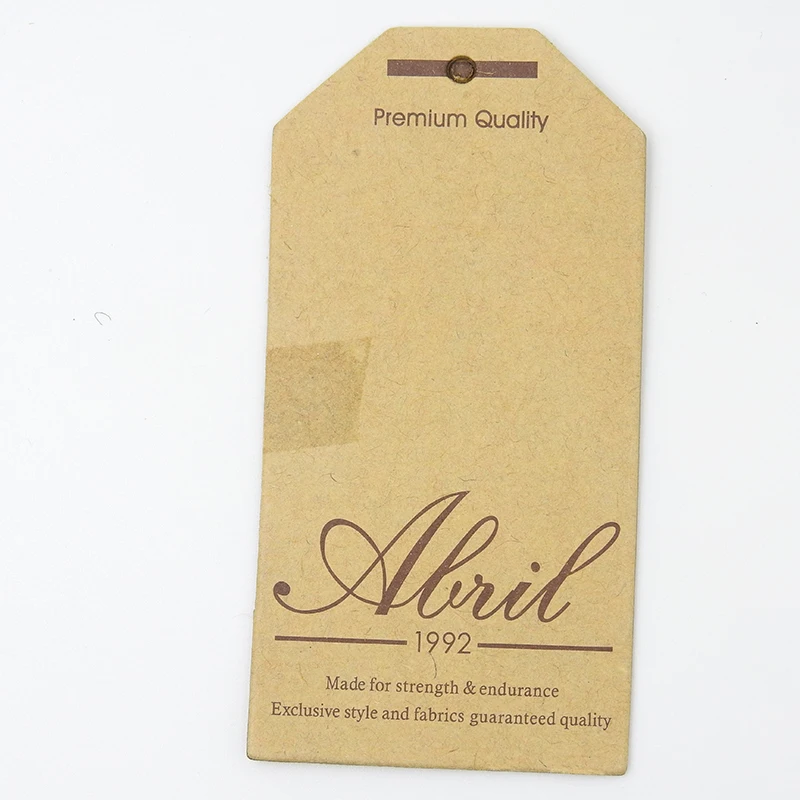 Premium Quality
Abril
1992
Made for strength & endurance
Exclusive style and fabrics guaranteed quality